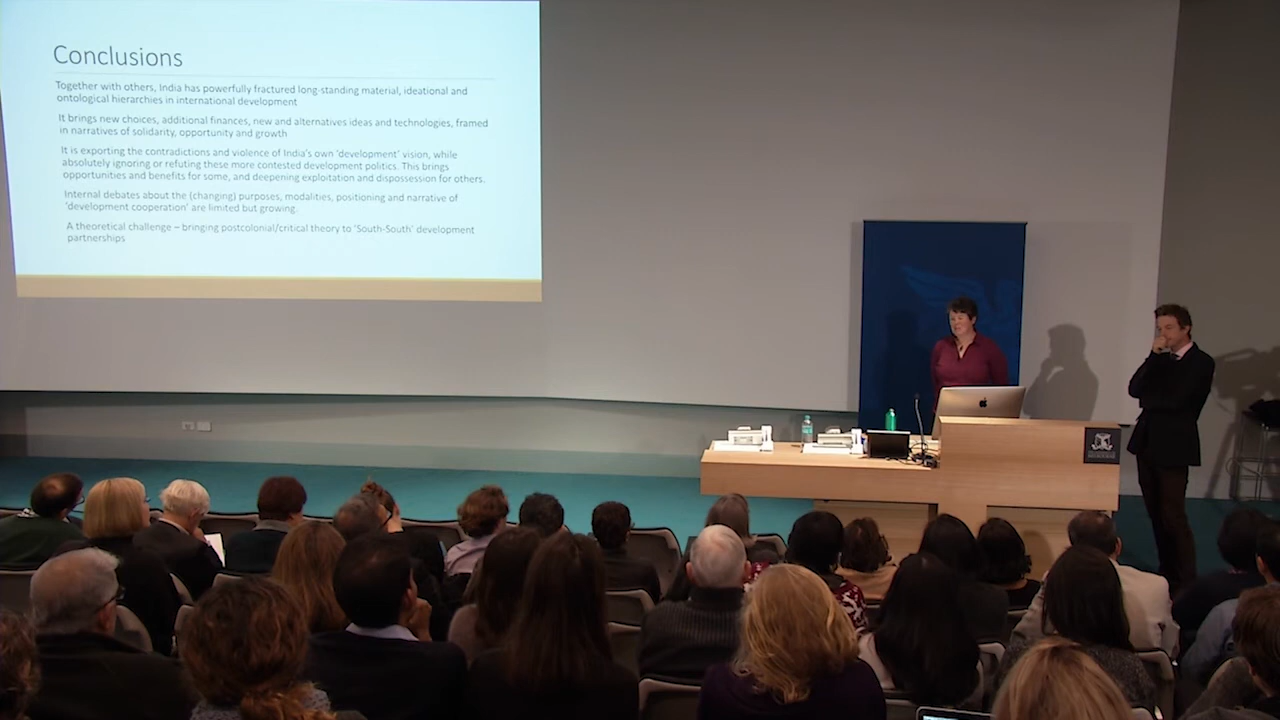 Conclusions
Together with others, India has powerfully fractured long-standing material, ideational and
ontological hierarchies in international development
It brings new choices, additional finances, new and alternatives ideas and technologies, framed
in narratives of solidarity, opportunity and growth
It is exporting the contradictions and violence of India's own 'development' vision, while
absolutely ignoring or refuting these more contested development politics. This brings
opportunities and benefits for some, and deepening exploitation and dispossession for others.
Internal debates about the (changing) purposes, modalities, positioning and narrative of
'development cooperation' are limited but growing.
A theoretical challenge – bringing postcolonial/critical theory to 'South-South' development
partnerships